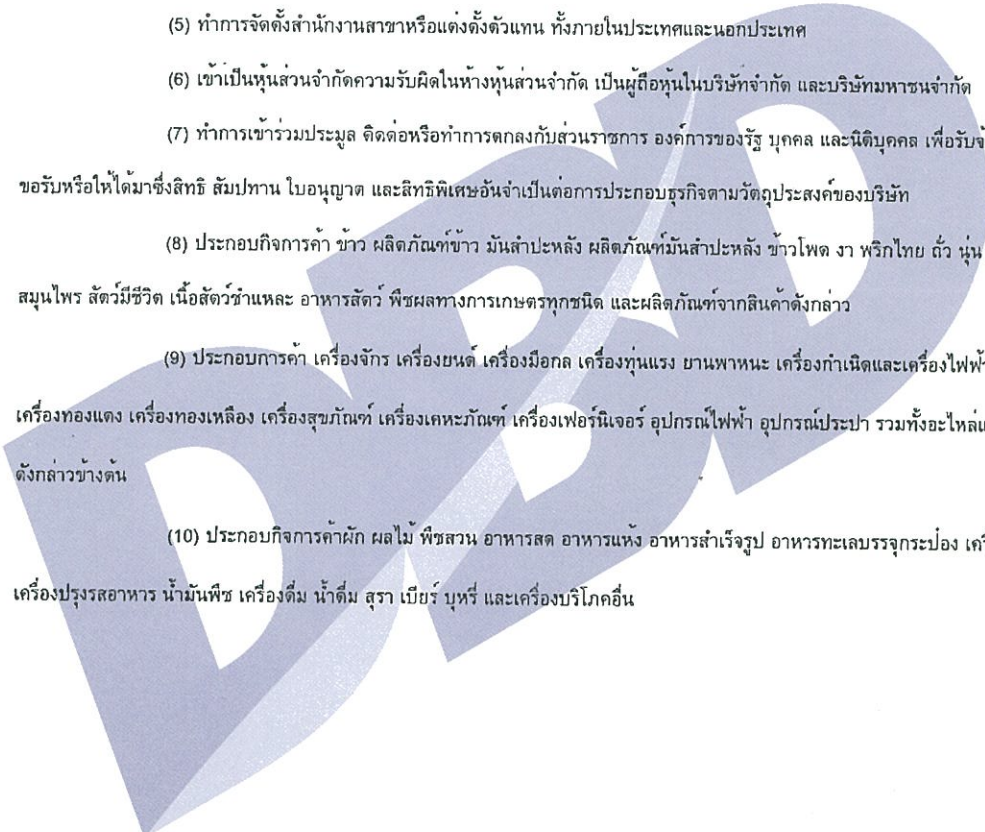 (5) ทำการจัดตั้งสำนักงานสาขาหรือแต่งตั้งตัวแทน ทั้งภายในประเทศและนอกประเทศ
(6) เข้าเป็นหุ้นส่วนจำกัดความรับผิดในห้างหุ้นส่วนจำกัด เป็นผู้ถือหุ้นในบริษัทจำกัด และบริษัทมหาชนจำกัด
(7) ทำการเข้าร่วมประมูล ติดต่อหรือทำการตกลงกับส่วนราชการ องค์การของรัฐ บุคคล และนิติบุคคล เพื่อรับจ้
ขอรับหรือให้ได้มาซึ่งสิทธิ สัมปทาน ใบอนุญาต และสิทธิพิเศษอันจำเป็นต่อการประกอบธุรกิจตามวัตถุประสงค์ของบริษัท
(8) ประกอบกิจการค้า ข้าว ผลิตภัณฑ์ข้าว มันสำปะหลัง ผลิตภัณฑ์มันสำปะหลัง ข้าวโพด งา พริกไทย ถั่ว นุ่น
สมุนไพร สัตว์มีชีวิต เนื้อสัตว์ชำแหละ อาหารสัตว์ พืชผลทางการเกษตรทุกชนิด และผลิตภัณฑ์จากสินค้าดังกล่าว
(9) ประกอบการค้า เครื่องจักร เครื่องยนต์ เครื่องมือกล เครื่องทุ่นแรง ยานพาหนะ เครื่องกำเนิดและเครื่องไฟฟ้า
เครื่องทองแดง เครื่องทองเหลือง เครื่องสุขภัณฑ์ เครื่องเคหะภัณฑ์ เครื่องเฟอร์นิเจอร์ อุปกรณ์ไฟฟ้า อุปกรณ์ประปา รวมทั้งอะไหล่แ
ดังกล่าวข้างต้น
(10) ประกอบกิจการค้าผัก ผลไม้ พืชสวน อาหารสด อาหารแห้ง อาหารสำเร็จรูป อาหารทะเลบรรจุกระป๋อง เครื
เครื่องปรุงรสอาหาร น้ำมันพืช เครื่องดื่ม น้ำดื่ม สุรา เบียร์ บุหรี่ และเครื่องบริโภคอื่น
DBD